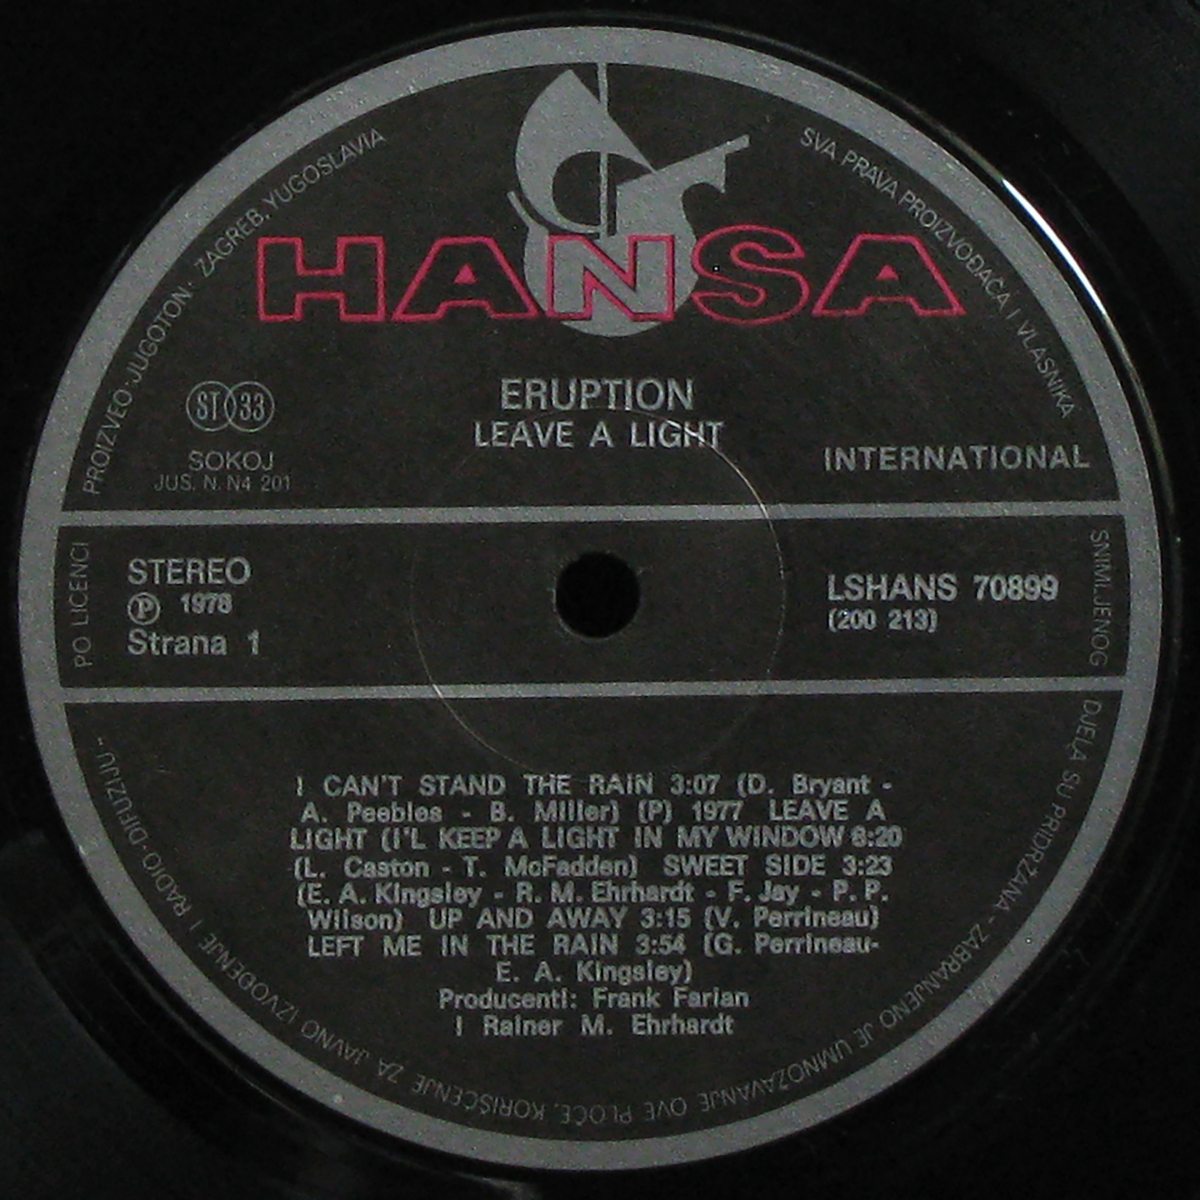 HANSA
PROIZVEO: JUGOTON · ZAGREB, YUGOSLAVIA
SVA PRAVA PROIZVOĐAČA I VLASNIKA
ST 33
SOKOJ
JUS. N. N4 201
ERUPTION
LEAVE A LIGHT
INTERNATIONAL
PO LICENCI
STEREO
Ⓟ 1978
Strana 1
LSHANS 70899
(200 213)
SNIMLJENOG
I CAN'T STAND THE RAIN 3:07 (D. Bryant -
A. Peebles - B. Miller) (P) 1977 LEAVE A
LIGHT (I'L KEEP A LIGHT IN MY WINDOW 6:20
(L. Caston - T. McFadden) SWEET SIDE 3:23
(E. A. Kingsley - R. M. Ehrhardt - F. Jay - P. P.
Wilson) UP AND AWAY 3:15 (V. Perrineau)
LEFT ME IN THE RAIN 3:54 (G. Perrineau-
E. A. Kingsley)
Producenti: Frank Farian
i Rainer M. Ehrhardt
DJELA SU PRIDRŽANA - ZABRANJENO JE UMNOŽAVANJE OVE PLOČE, KORIŠĆENJE ZA JAVNO IZVOĐENJE I RADIO-DIFUZIJU -